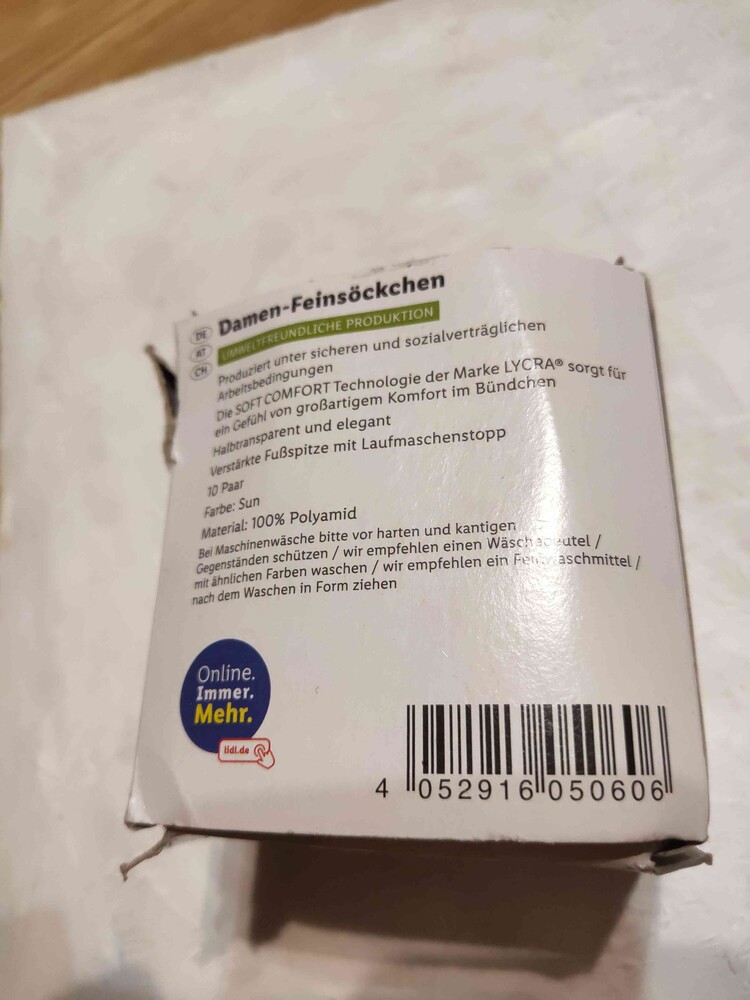 Damen-Feinsöckchen
DE
AT
CH
UMWELTFREUNDLICHE PRODUKTION
Produziert unter sicheren und sozialverträglichen
Arbeitsbedingungen
Die SOFT COMFORT Technologie der Marke LYCRA® sorgt für
ein Gefühl von großartigem Komfort im Bündchen
Halbtransparent und elegant
Verstärkte Fußspitze mit Laufmaschenstopp
10 Paar
Farbe: Sun
Material: 100% Polyamid
Bei Maschinenwäsche bitte vor harten und kantigen
Gegenständen schützen / wir empfehlen einen Wäschebeutel /
mit ähnlichen Farben waschen / wir empfehlen ein Feinwaschmittel /
nach dem Waschen in Form ziehen
Online.
Immer.
Mehr.
lidl.de
4 052916 050606